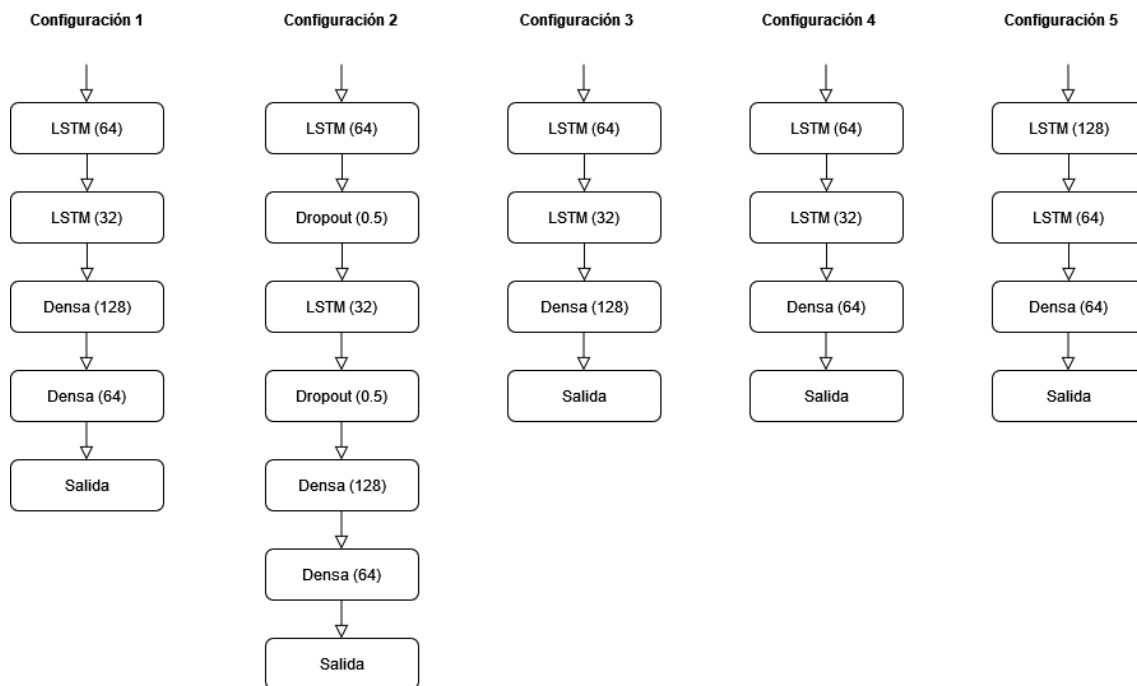 Configuración 1
LSTM (64)
LSTM (32)
Densa (128)
Densa (64)
Salida
Configuración 2
LSTM (64)
Dropout (0.5)
LSTM (32)
Dropout (0.5)
Densa (128)
Densa (64)
Salida
Configuración 3
LSTM (64)
LSTM (32)
Densa (128)
Salida
Configuración 4
LSTM (64)
LSTM (32)
Densa (64)
Salida
Configuración 5
LSTM (128)
LSTM (64)
Densa (64)
Salida